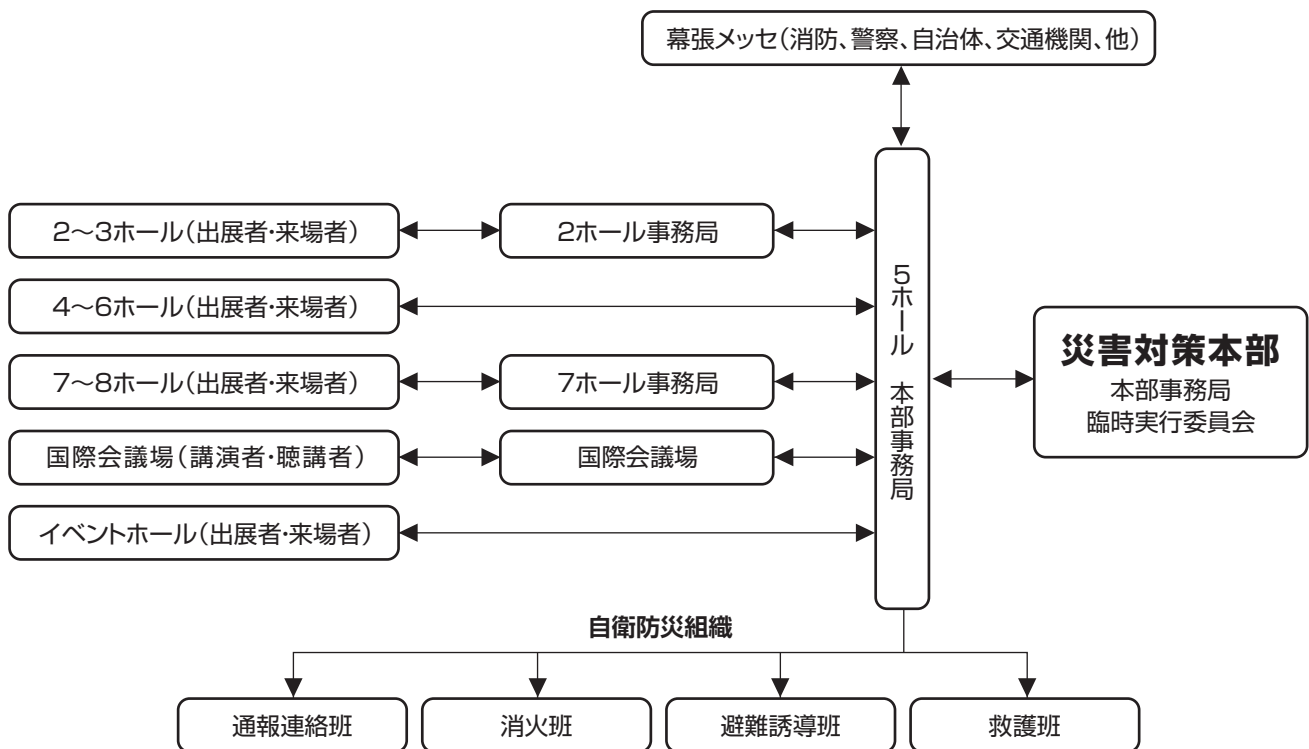 幕張メッセ(消防、警察、自治体、交通機関、他)
2〜3ホール(出展者・来場者)
2ホール事務局
4〜6ホール(出展者・来場者)
7〜8ホール(出展者・来場者)
7ホール事務局
国際会議場(講演者・聴講者)
国際会議場
イベントホール(出展者・来場者)
5ホール 本部事務局
災害対策本部
本部事務局
臨時実行委員会
自衛防災組織
通報連絡班
消火班
避難誘導班
救護班